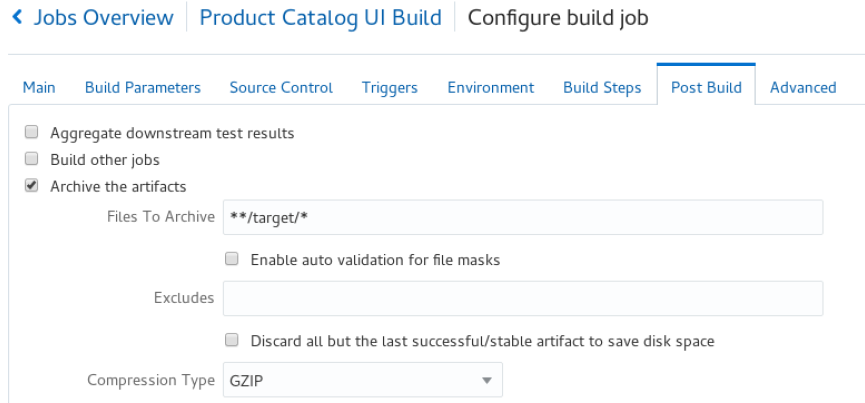 Jobs Overview Product Catalog UI Build Configure build job
Main Build Parameters Source Control Triggers Environment Build Steps Post Build Advanced
Aggregate downstream test results
Build other jobs
Archive the artifacts
Files To Archive **/target/*
Enable auto validation for file masks
Excludes
Discard all but the last successful/stable artifact to save disk space
Compression Type GZIP